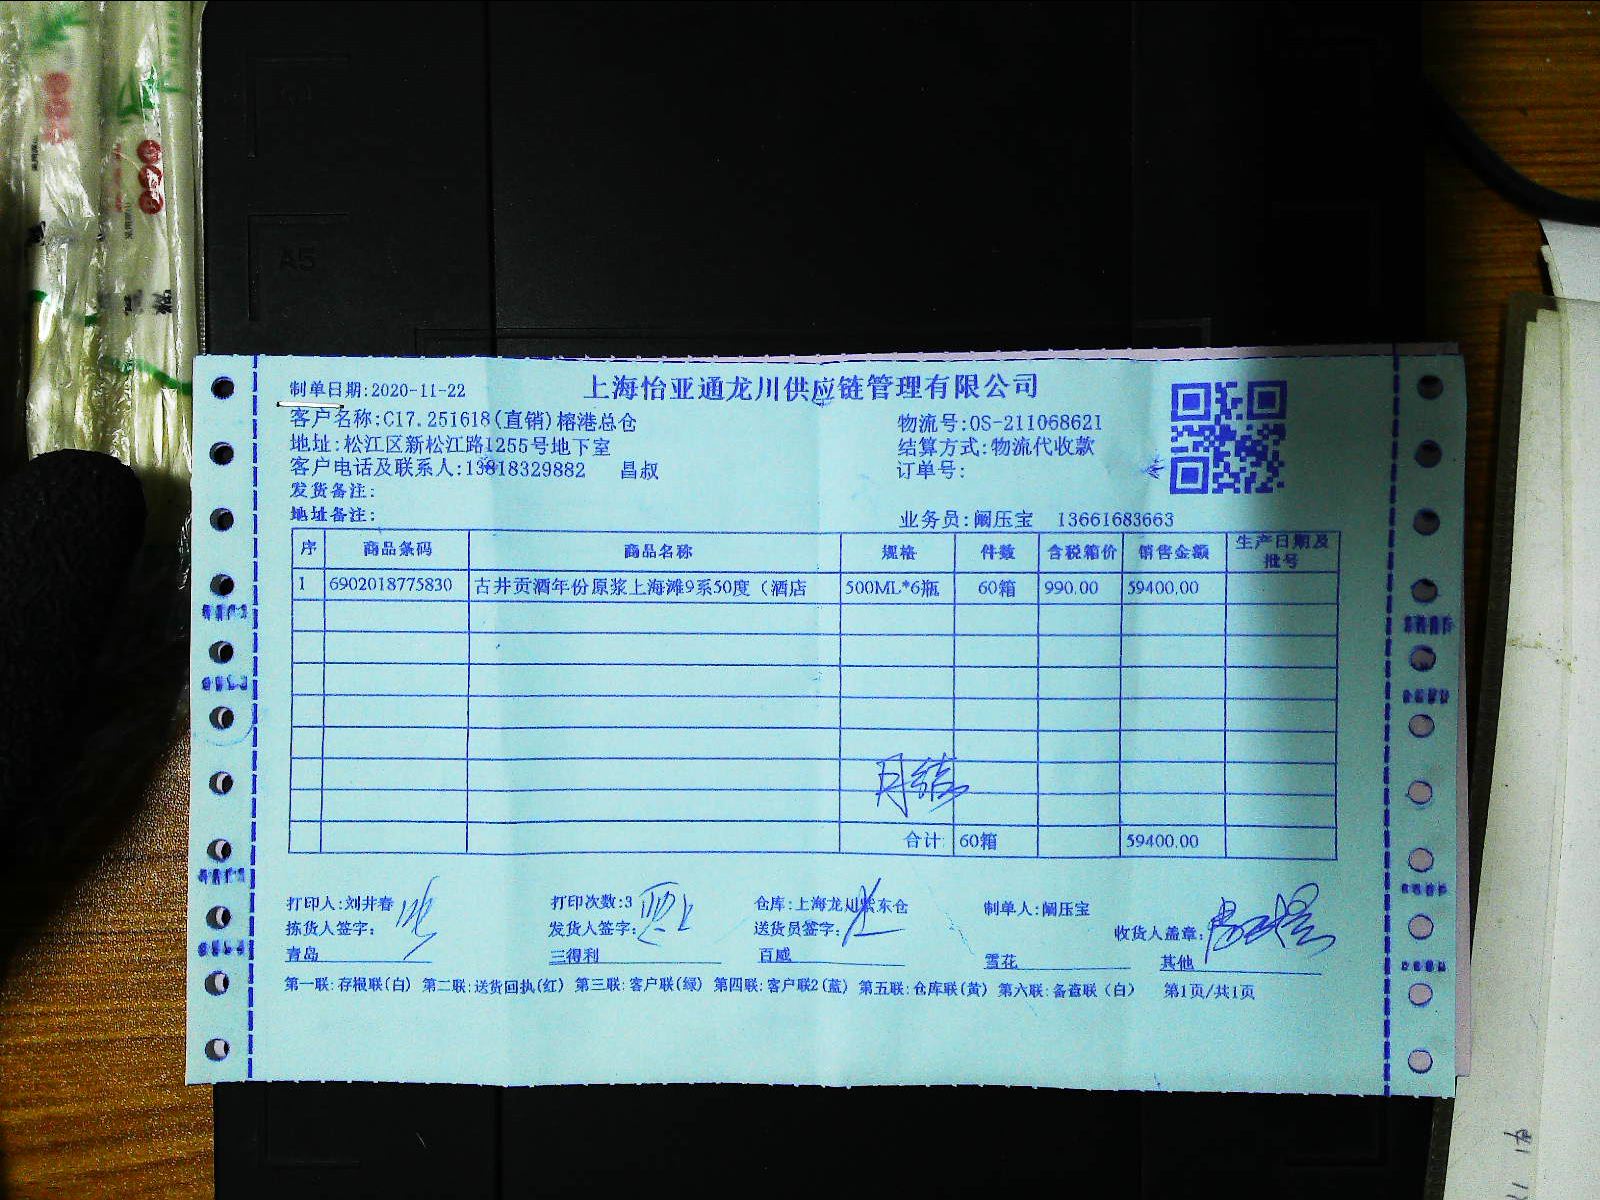 A5
制单日期:2020-11-22
上海怡亚通龙川供应链管理有限公司
客户名称:C17.251618(直销)榕港总仓
物流号:OS-211068621
地址:松江区新松江路1255号地下室
结算方式:物流代收款
客户电话及联系人:13818329882 昌叔
订单号:
发货备注:
地址备注:
业务员:阚压宝 13661683663
序 商品条码 商品名称 规格 件数 含税箱价 销售金额 生产日期及批号
1 6902018775830 古井贡酒年份原浆上海滩9系50度（酒店 500ML*6瓶 60箱 990.00 59400.00
月结
合计: 60箱 59400.00
打印人:刘井春 打印次数:3 仓库:上海龙川紫东仓 制单人:阚压宝
拣货人签字: 发货人签字: 送货员签字: 收货人盖章:
青岛 三得利 百威 雪花 其他
第一联:存根联(白) 第二联:送货回执(红) 第三联:客户联(绿) 第四联:客户联2(蓝) 第五联:仓库联(黄) 第六联:备查联（白） 第1页/共1页